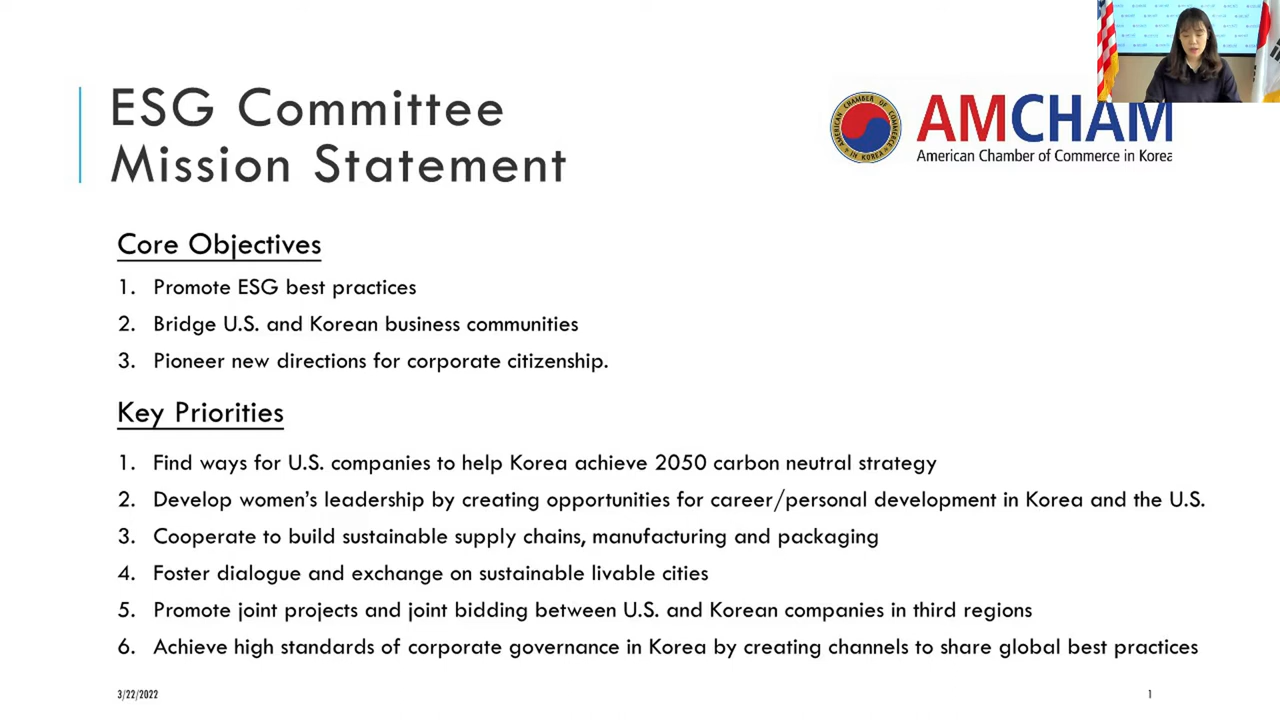 ESG Committee
Mission Statement
AMERICAN CHAMBER OF COMMERCE
IN KOREA
AMCHAM
American Chamber of Commerce in Korea
Core Objectives
1. Promote ESG best practices
2. Bridge U.S. and Korean business communities
3. Pioneer new directions for corporate citizenship.
Key Priorities
1. Find ways for U.S. companies to help Korea achieve 2050 carbon neutral strategy
2. Develop women’s leadership by creating opportunities for career/personal development in Korea and the U.S.
3. Cooperate to build sustainable supply chains, manufacturing and packaging
4. Foster dialogue and exchange on sustainable livable cities
5. Promote joint projects and joint bidding between U.S. and Korean companies in third regions
6. Achieve high standards of corporate governance in Korea by creating channels to share global best practices
3/22/2022
1